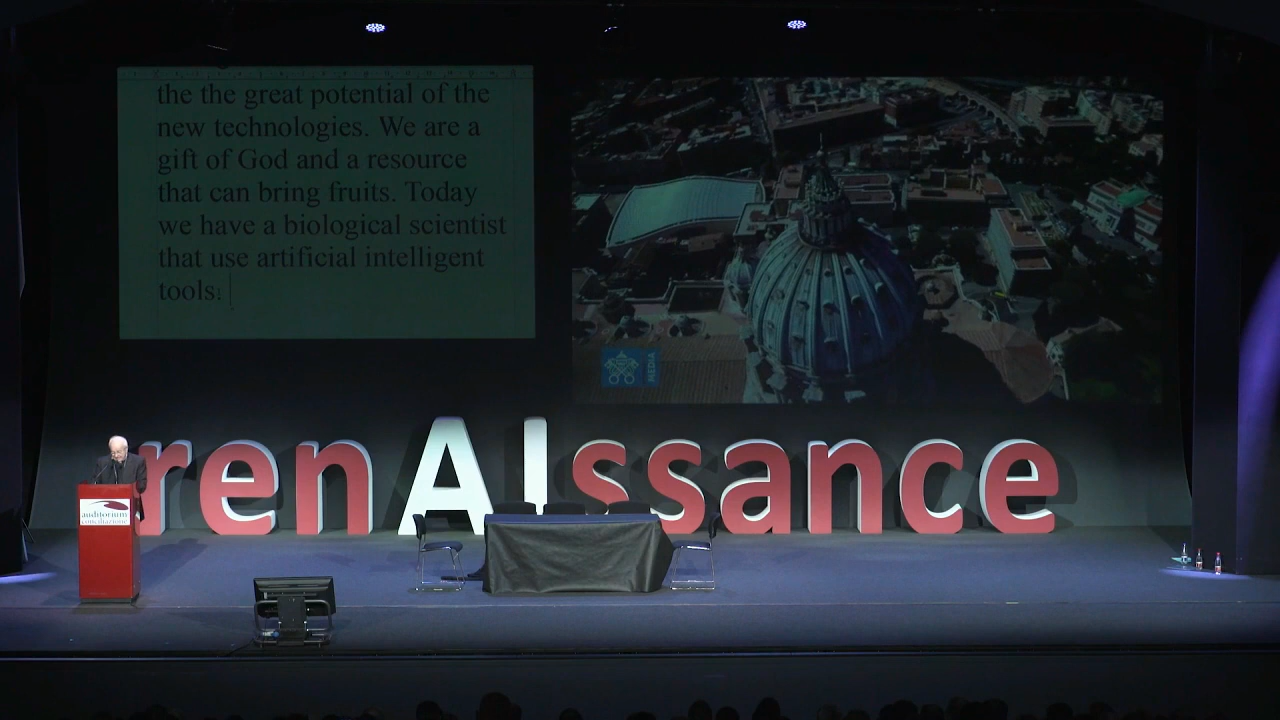 the the great potential of the
new technologies. We are a
gift of God and a resource
that can bring fruits. Today
we have a biological scientist
that use artificial intelligent
tools.
MEDIA
renAIssance
auditorium
conciliazione